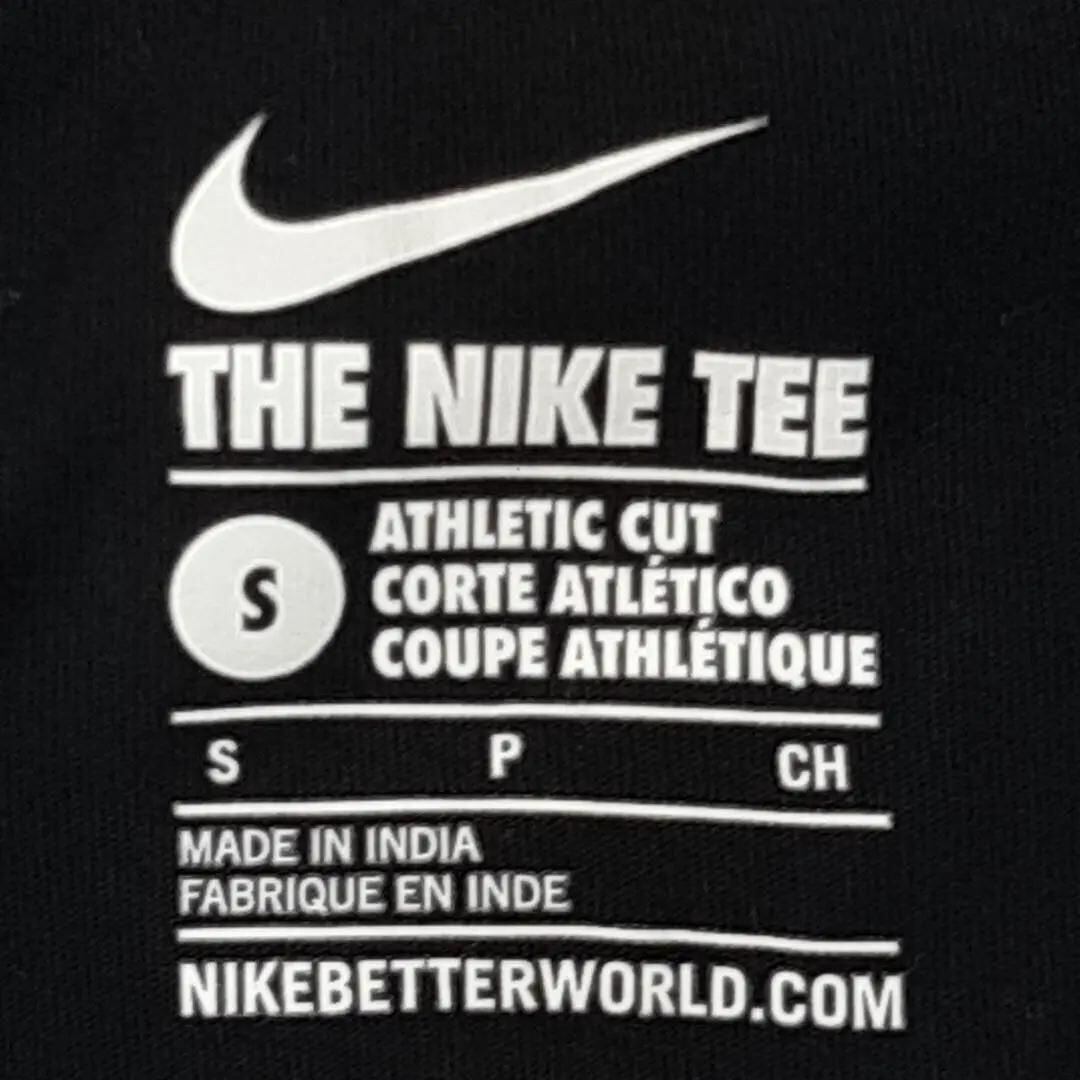 THE NIKE TEE
S
ATHLETIC CUT
CORTE ATLÉTICO
COUPE ATHLÉTIQUE
S P CH
MADE IN INDIA
FABRIQUE EN INDE
NIKEBETTERWORLD.COM